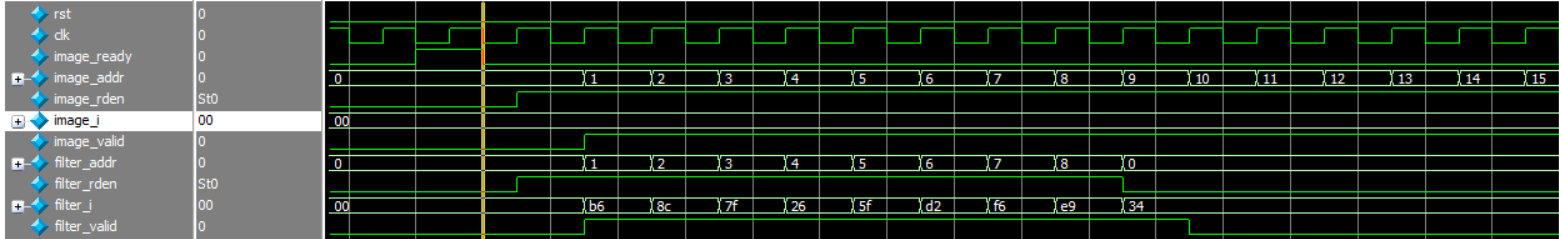 rst 0
clk 0
image_ready 0
image_addr 0 0 1 2 3 4 5 6 7 8 9 10 11 12 13 14 15
image_rden St0
image_i 00 00
image_valid 0
filter_addr 0 0 1 2 3 4 5 6 7 8 0
filter_rden St0
filter_i 00 00 b6 8c 7f 26 5f d2 f6 e9 34
filter_valid 0